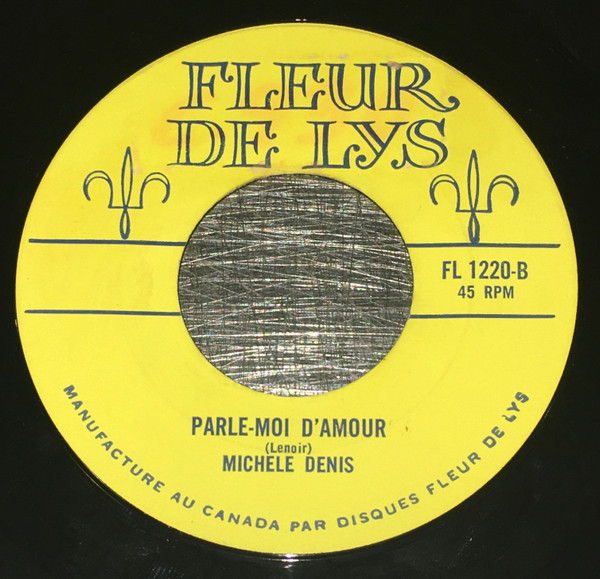 FLEUR
DE LYS
FL 1220-B
45 RPM
PARLE-MOI D'AMOUR
(Lenoir)
MICHELE DENIS
MANUFACTURE AU CANADA PAR DISQUES FLEUR DE LYS